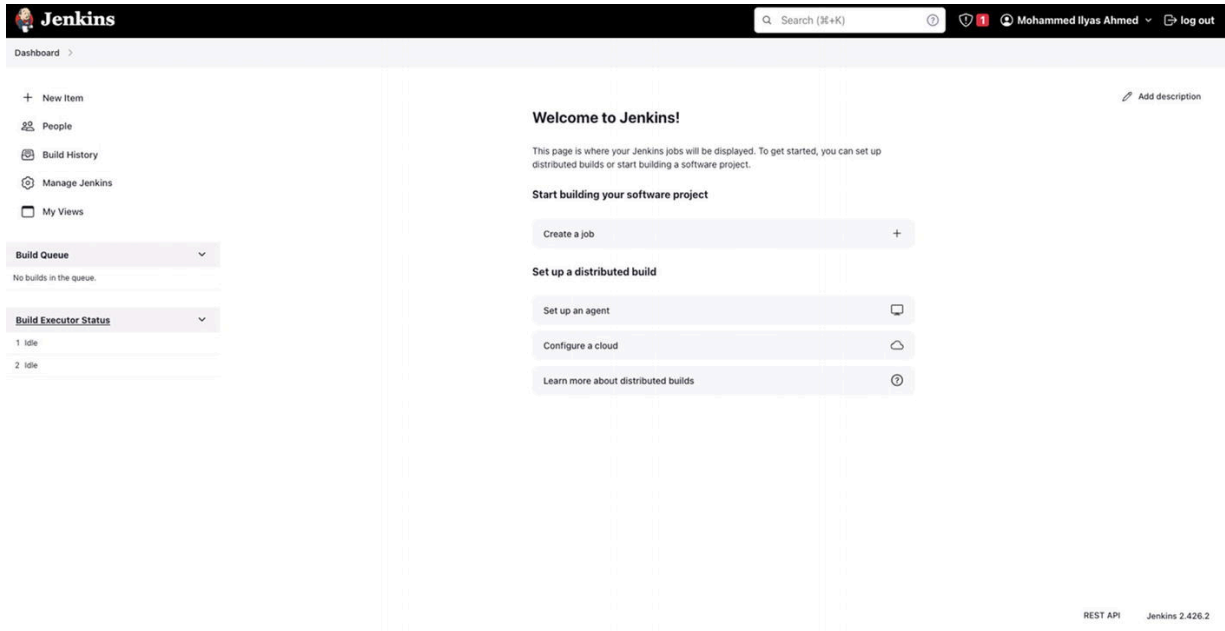 Jenkins
Search (⌘+K)
1
Mohammed Ilyas Ahmed
log out
Dashboard
New Item
People
Build History
Manage Jenkins
My Views
Build Queue
No builds in the queue.
Build Executor Status
1 Idle
2 Idle
Add description
Welcome to Jenkins!
This page is where your Jenkins jobs will be displayed. To get started, you can set up
distributed builds or start building a software project.
Start building your software project
Create a job
Set up a distributed build
Set up an agent
Configure a cloud
Learn more about distributed builds
REST API
Jenkins 2.426.2